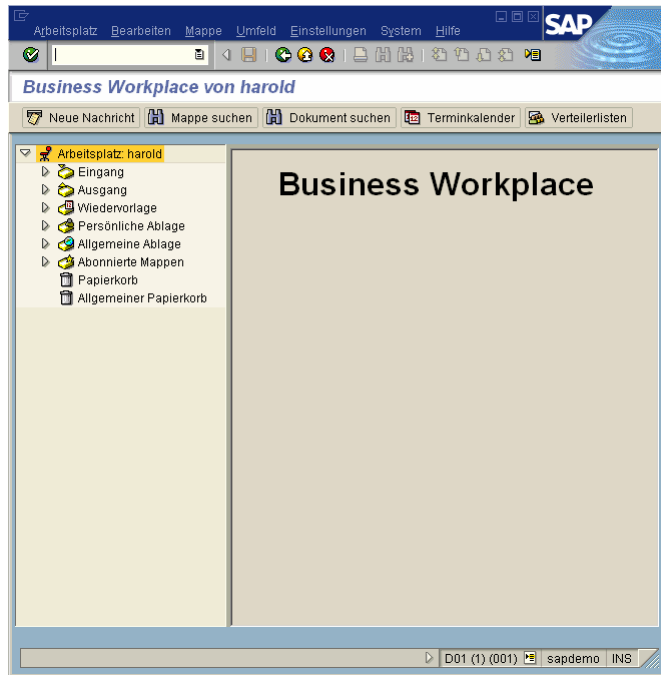 Arbeitsplatz Bearbeiten Mappe Umfeld Einstellungen System Hilfe
SAP
Business Workplace von harold
Neue Nachricht Mappe suchen Dokument suchen 12 Terminkalender Verteilerlisten
Arbeitsplatz: harold
Eingang
Ausgang
Wiedervorlage
Persönliche Ablage
Allgemeine Ablage
Abonnierte Mappen
Papierkorb
Allgemeiner Papierkorb
Business Workplace
D01 (1) (001) sapdemo INS